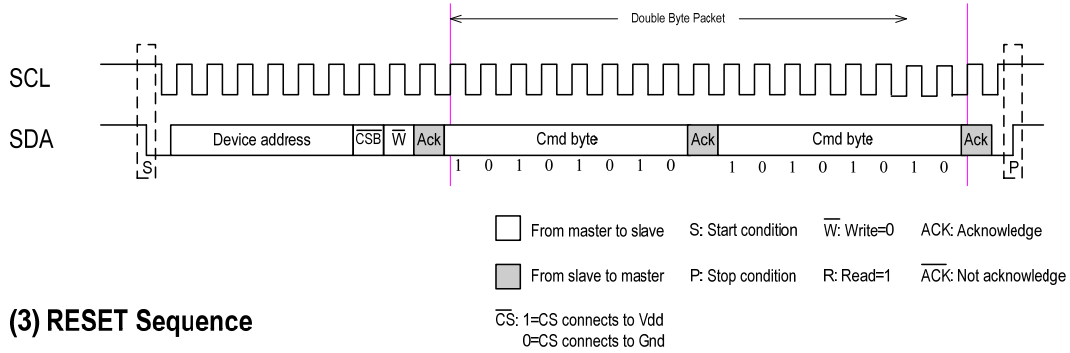 Double Byte Packet
SCL
SDA
Device address C̅S̅B̅ W̅ Ack Cmd byte Ack Cmd byte Ack
S 1 0 1 0 1 0 1 0 1 0 1 0 1 0 1 0 P
From master to slave S: Start condition W̅: Write=0 ACK: Acknowledge
From slave to master P: Stop condition R: Read=1 A̅C̅K̅: Not acknowledge
(3) RESET Sequence
C̅S̅: 1=CS connects to Vdd
0=CS connects to Gnd